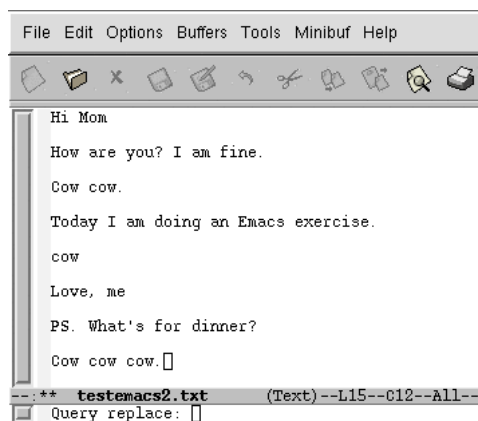 File Edit Options Buffers Tools Minibuf Help
Hi Mom
How are you? I am fine.
Cow cow.
Today I am doing an Emacs exercise.
cow
Love, me
PS. What's for dinner?
Cow cow cow.
--:** testemacs2.txt (Text)--L15--C12--All--
Query replace: